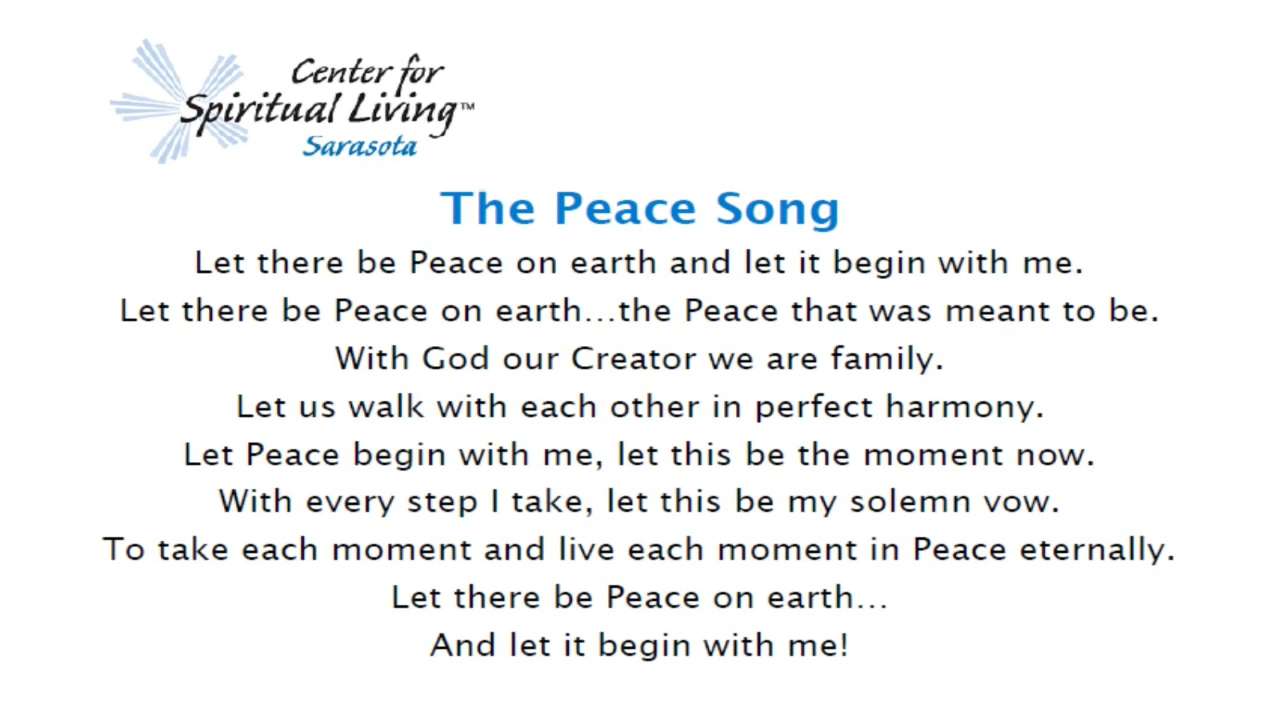 Center for
Spiritual Living™
Sarasota
The Peace Song
Let there be Peace on earth and let it begin with me.
Let there be Peace on earth...the Peace that was meant to be.
With God our Creator we are family.
Let us walk with each other in perfect harmony.
Let Peace begin with me, let this be the moment now.
With every step I take, let this be my solemn vow.
To take each moment and live each moment in Peace eternally.
Let there be Peace on earth...
And let it begin with me!